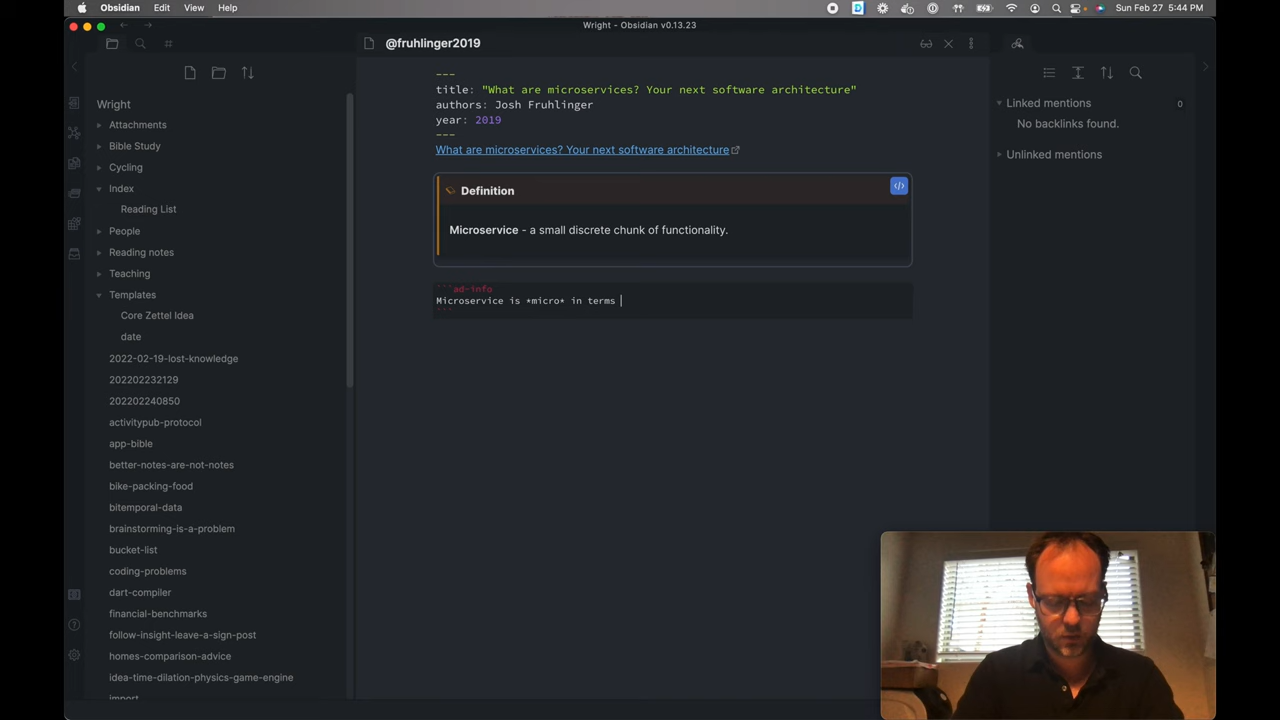 Obsidian File Edit View Help
Sun Feb 27 5:44 PM
Wright - Obsidian v0.13.23
@fruhlinger2019
Wright
Attachments
Bible Study
Cycling
Index
Reading List
People
Reading notes
Teaching
Templates
Core Zettel Idea
date
2022-02-19-lost-knowledge
202202232129
202202240850
activitypub-protocol
app-bible
better-notes-are-not-notes
bike-packing-food
bitemporal-data
brainstorming-is-a-problem
bucket-list
coding-problems
dart-compiler
financial-benchmarks
follow-insight-leave-a-sign-post
homes-comparison-advice
idea-time-dilation-physics-game-engine
import
---
title: "What are microservices? Your next software architecture"
authors: Josh Fruhlinger
year: 2019
---
What are microservices? Your next software architecture
Definition
Microservice - a small discrete chunk of functionality.
```ad-info
Microservice is *micro* in terms
```
Linked mentions 0
No backlinks found.
Unlinked mentions